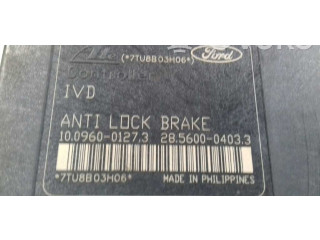 (*7TU8B03H06*)
Ford
Controller
IVD
ANTI LOCK BRAKE
10.0960-0127.3 28.5600-0403.3
*7TU8B03H06*
MADE IN PHILIPPINES